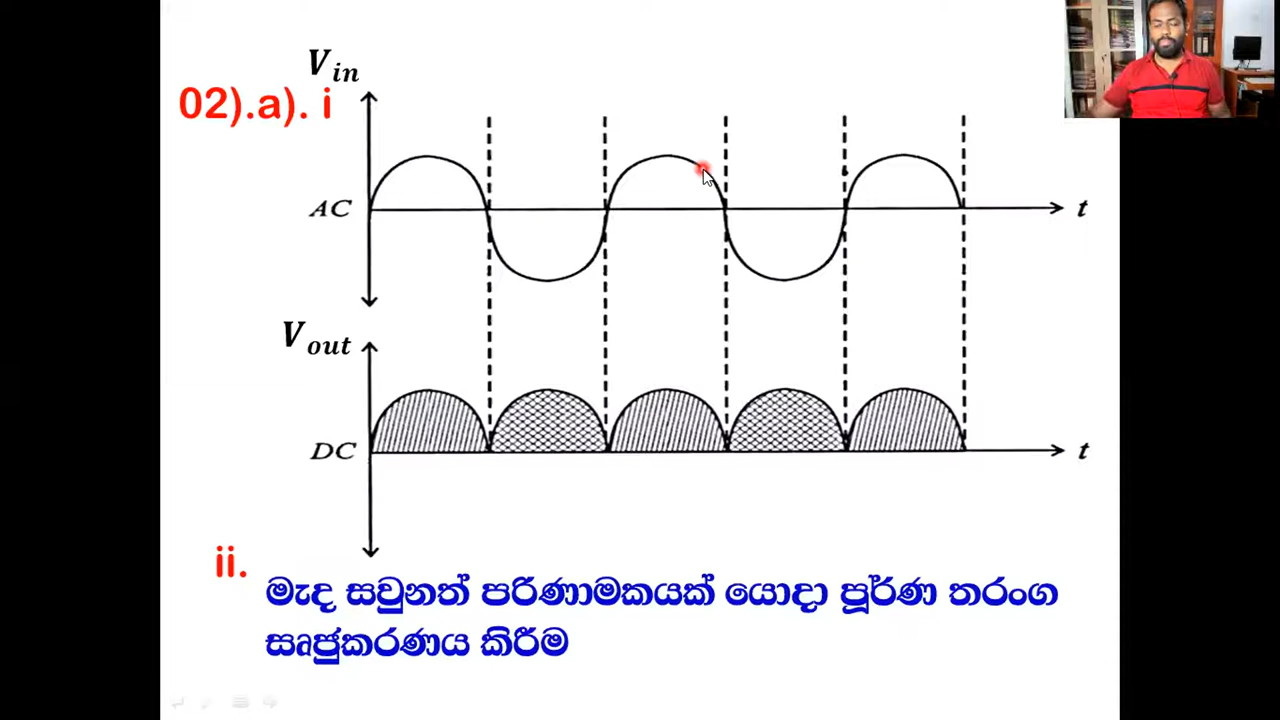 V_in
02).a). i
AC
t
V_out
DC
t
ii.
මැද සවුනත් පරිණාමකයක් යොදා පූර්ණ තරංග
සෘජුකරණය කිරීම